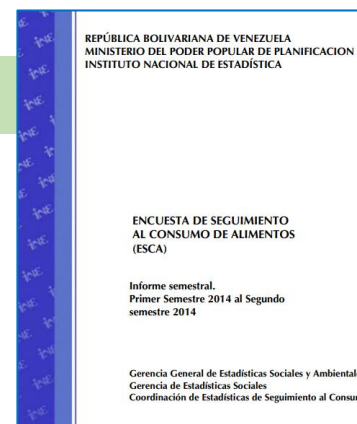 REPÚBLICA BOLIVARIANA DE VENEZUELA
MINISTERIO DEL PODER POPULAR DE PLANIFICACION
INSTITUTO NACIONAL DE ESTADÍSTICA
ENCUESTA DE SEGUIMIENTO
AL CONSUMO DE ALIMENTOS
(ESCA)
Informe semestral.
Primer Semestre 2014 al Segundo
semestre 2014
Gerencia General de Estadísticas Sociales y Ambiental
Gerencia de Estadísticas Sociales
Coordinación de Estadísticas de Seguimiento al Consu